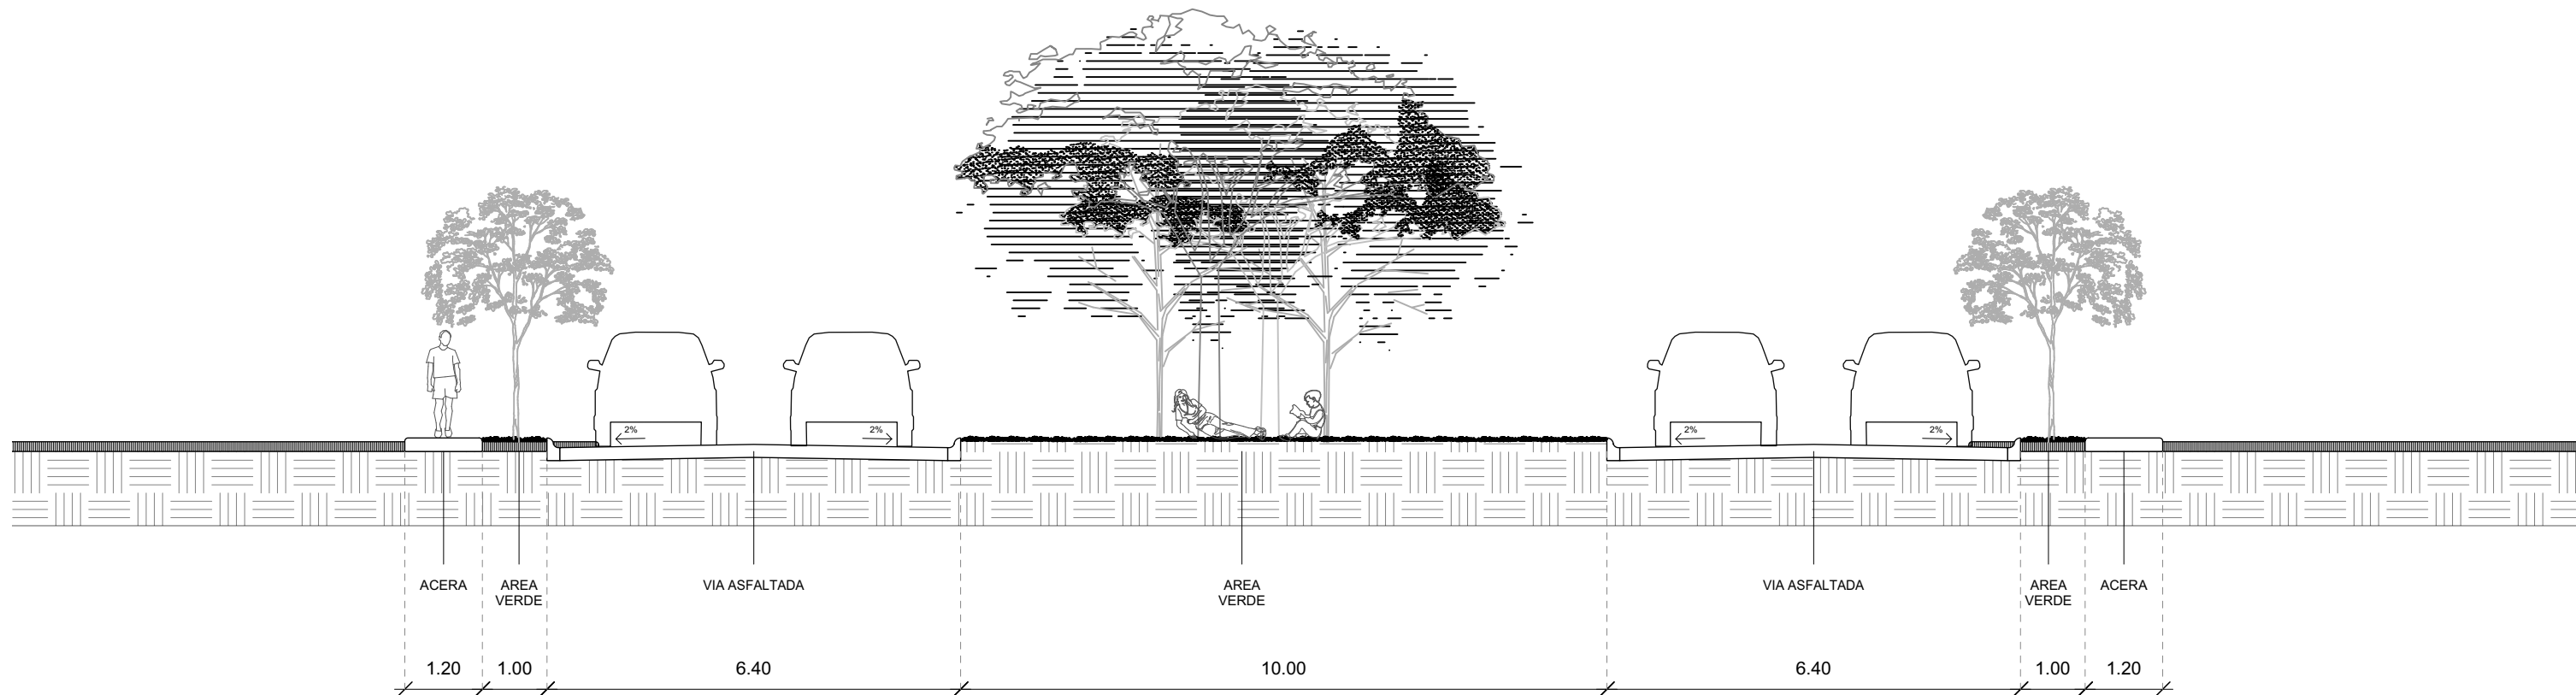 2% 2% 2% 2%
ACERA AREA VIA ASFALTADA AREA VIA ASFALTADA AREA ACERA
VERDE VERDE VERDE
1.20 1.00 6.40 10.00 6.40 1.00 1.20